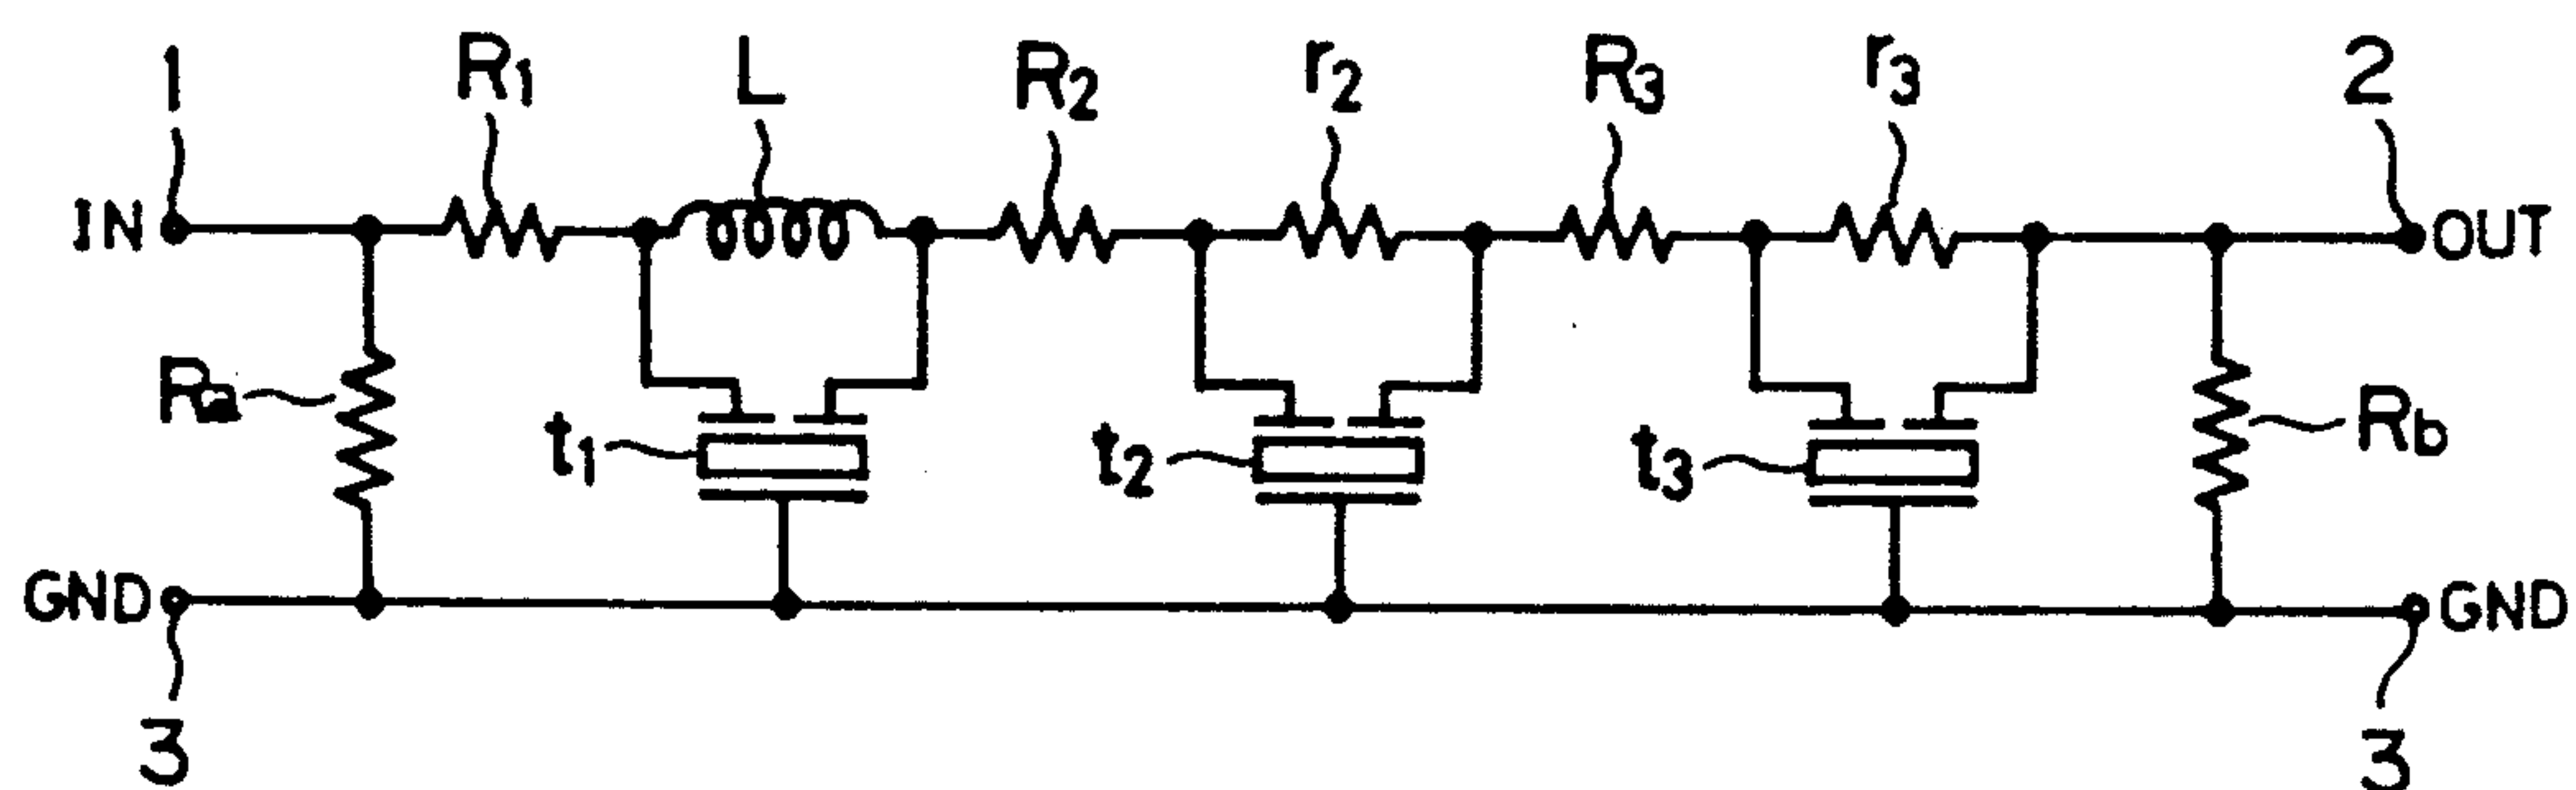 1 R1 L R2 r2 R3 r3 2
IN OUT
Ra t1 t2 t3 Rb
GND GND
3 3